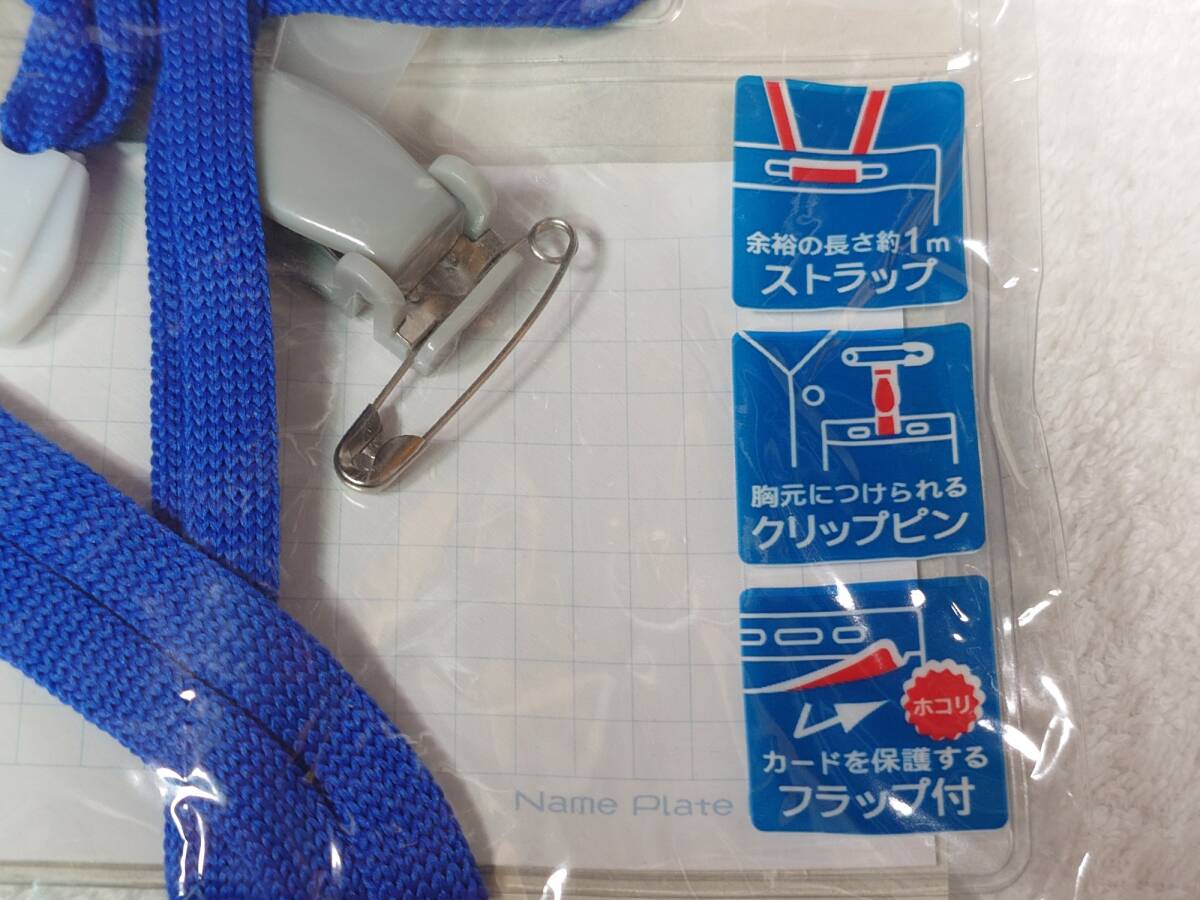 余裕の長さ約1m
ストラップ
胸元につけられる
クリップピン
ホコリ
カードを保護する
フラップ付
Name Plate